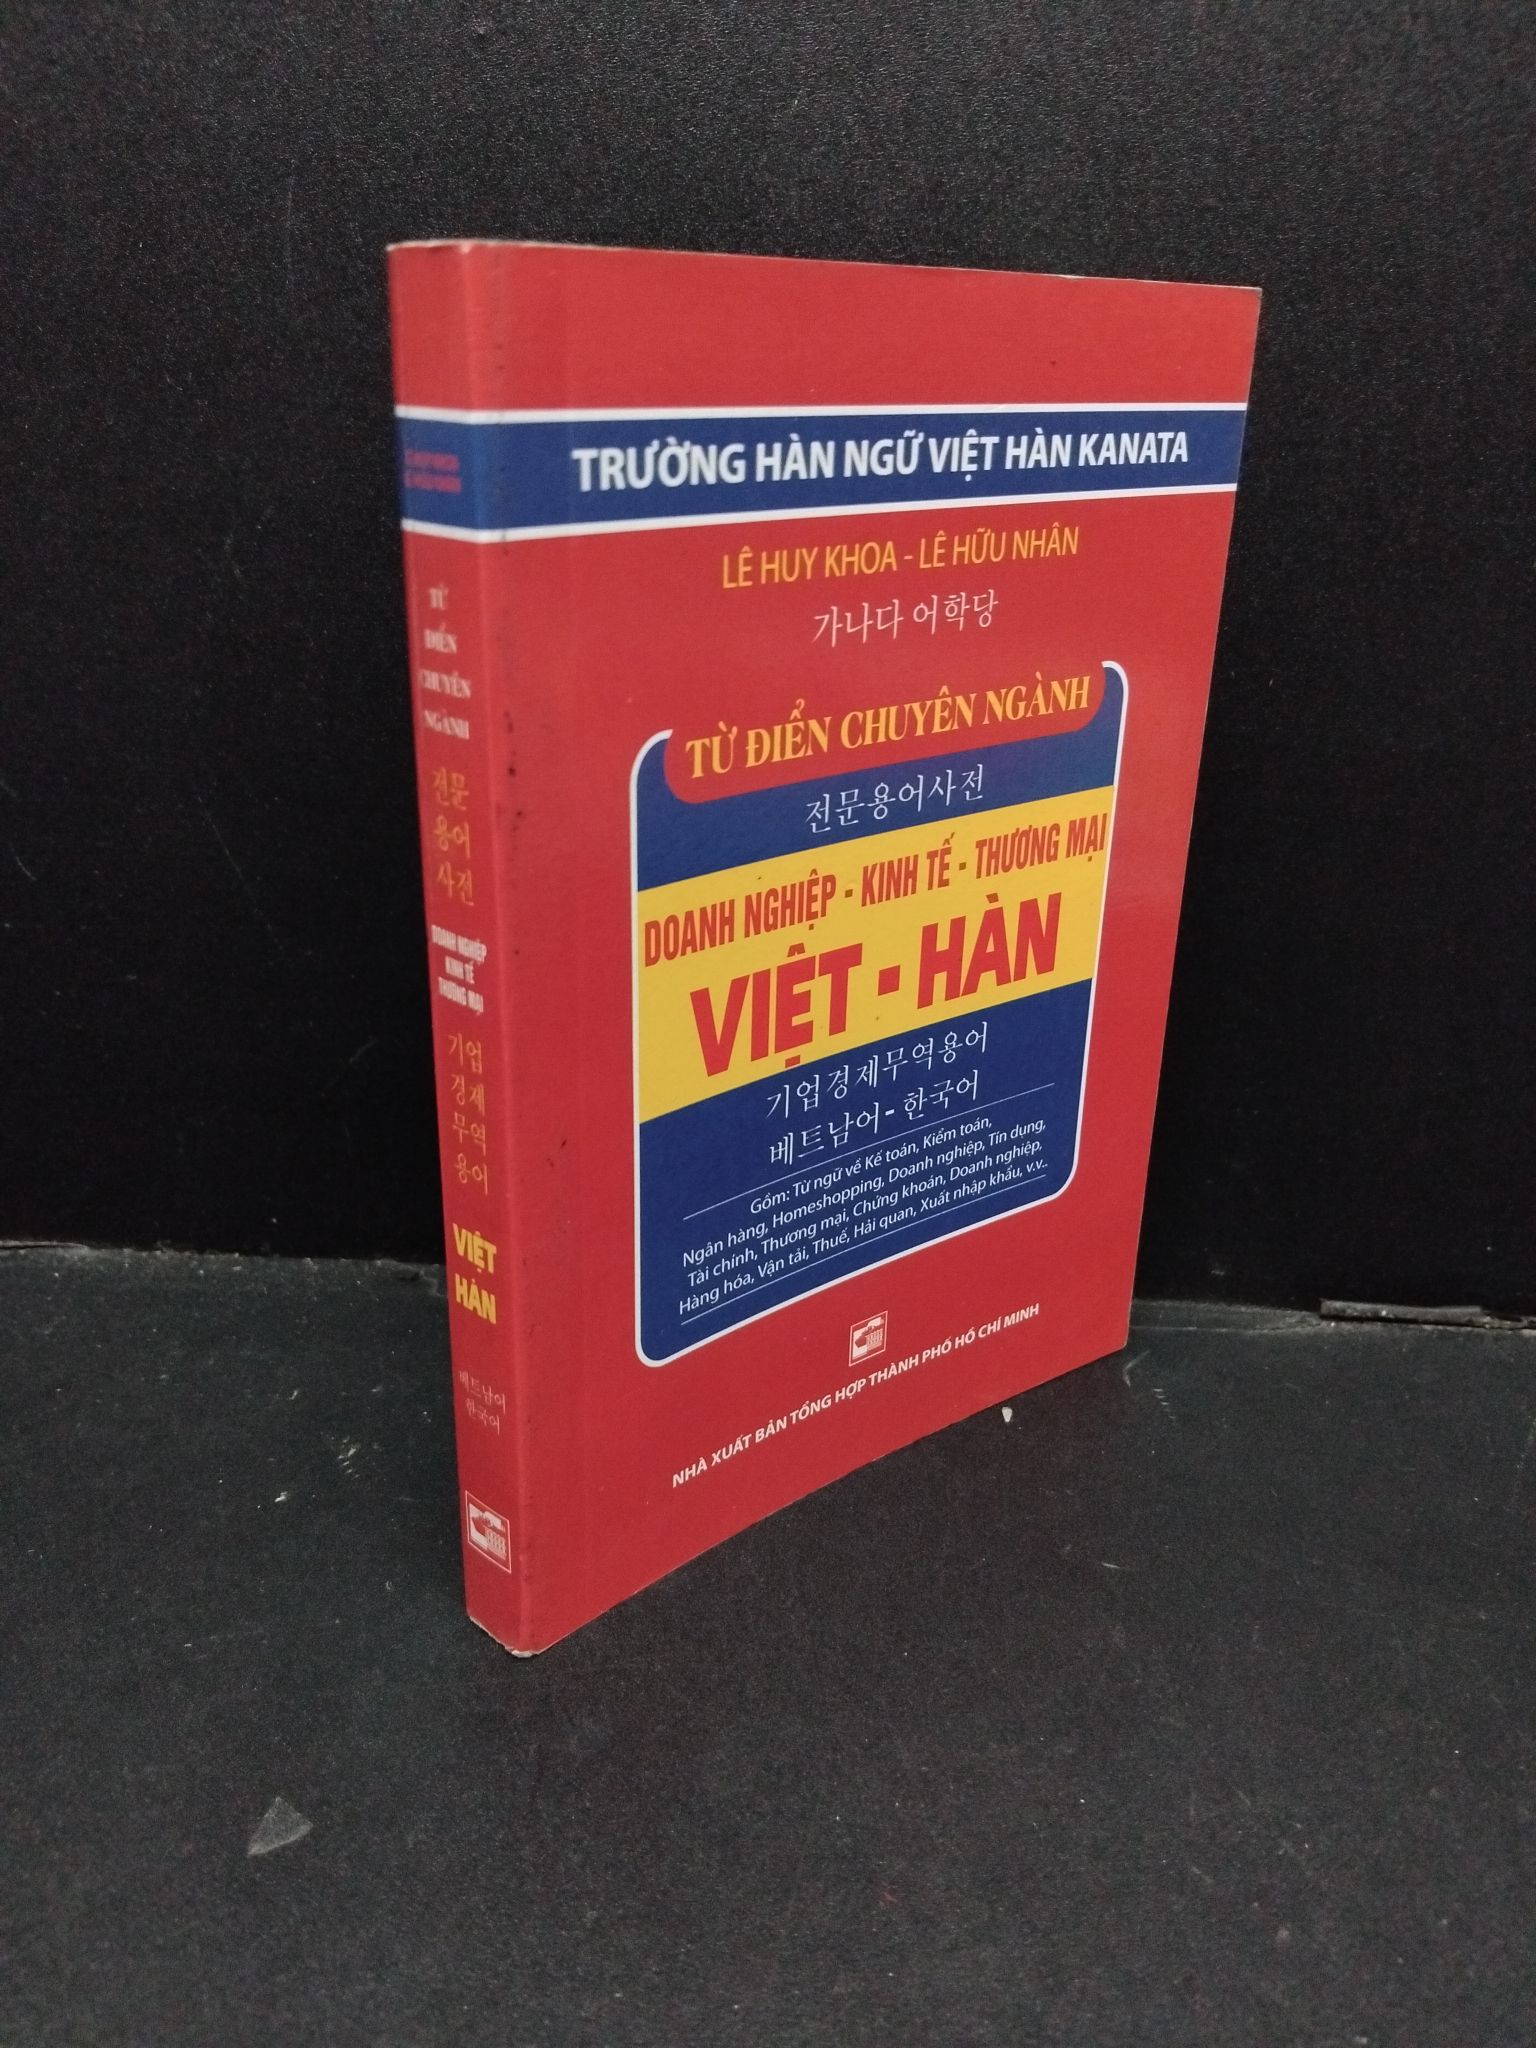 TRƯỜNG HÀN NGỮ VIỆT HÀN KANATA
LÊ HUY KHOA - LÊ HỮU NHÂN
가나다 어학당
TỪ ĐIỂN CHUYÊN NGÀNH
전문용어사전
DOANH NGHIỆP - KINH TẾ - THƯƠNG MẠI
VIỆT - HÀN
기업경제무역용어
베트남어 - 한국어
Gồm: Từ ngữ về Kế toán, Kiểm toán,
Ngân hàng, Homeshopping, Doanh nghiệp, Tín dụng,
Tài chính, Thương mại, Chứng khoán, Doanh nghiệp,
Hàng hóa, Vận tải, Thuế, Hải quan, Xuất nhập khẩu, v.v..
NHÀ XUẤT BẢN TỔNG HỢP THÀNH PHỐ HỒ CHÍ MINH
TỪ
ĐIỂN
CHUYÊN
NGÀNH
전문
용어
사전
DOANH NGHIỆP
KINH TẾ
THƯƠNG MẠI
기업
경제
무역
용어
VIỆT
HÀN
베트남어
한국어